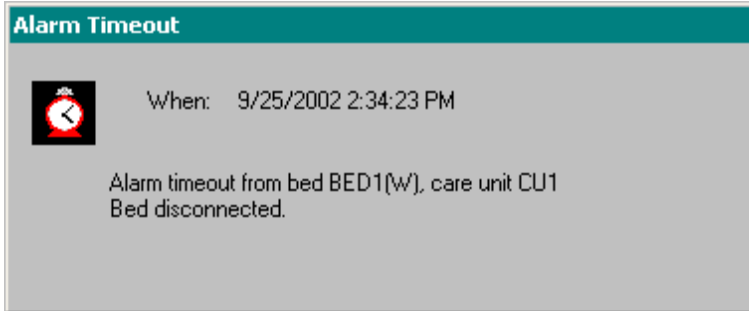 Alarm Timeout
When: 9/25/2002 2:34:23 PM
Alarm timeout from bed BED1(W), care unit CU1
Bed disconnected.